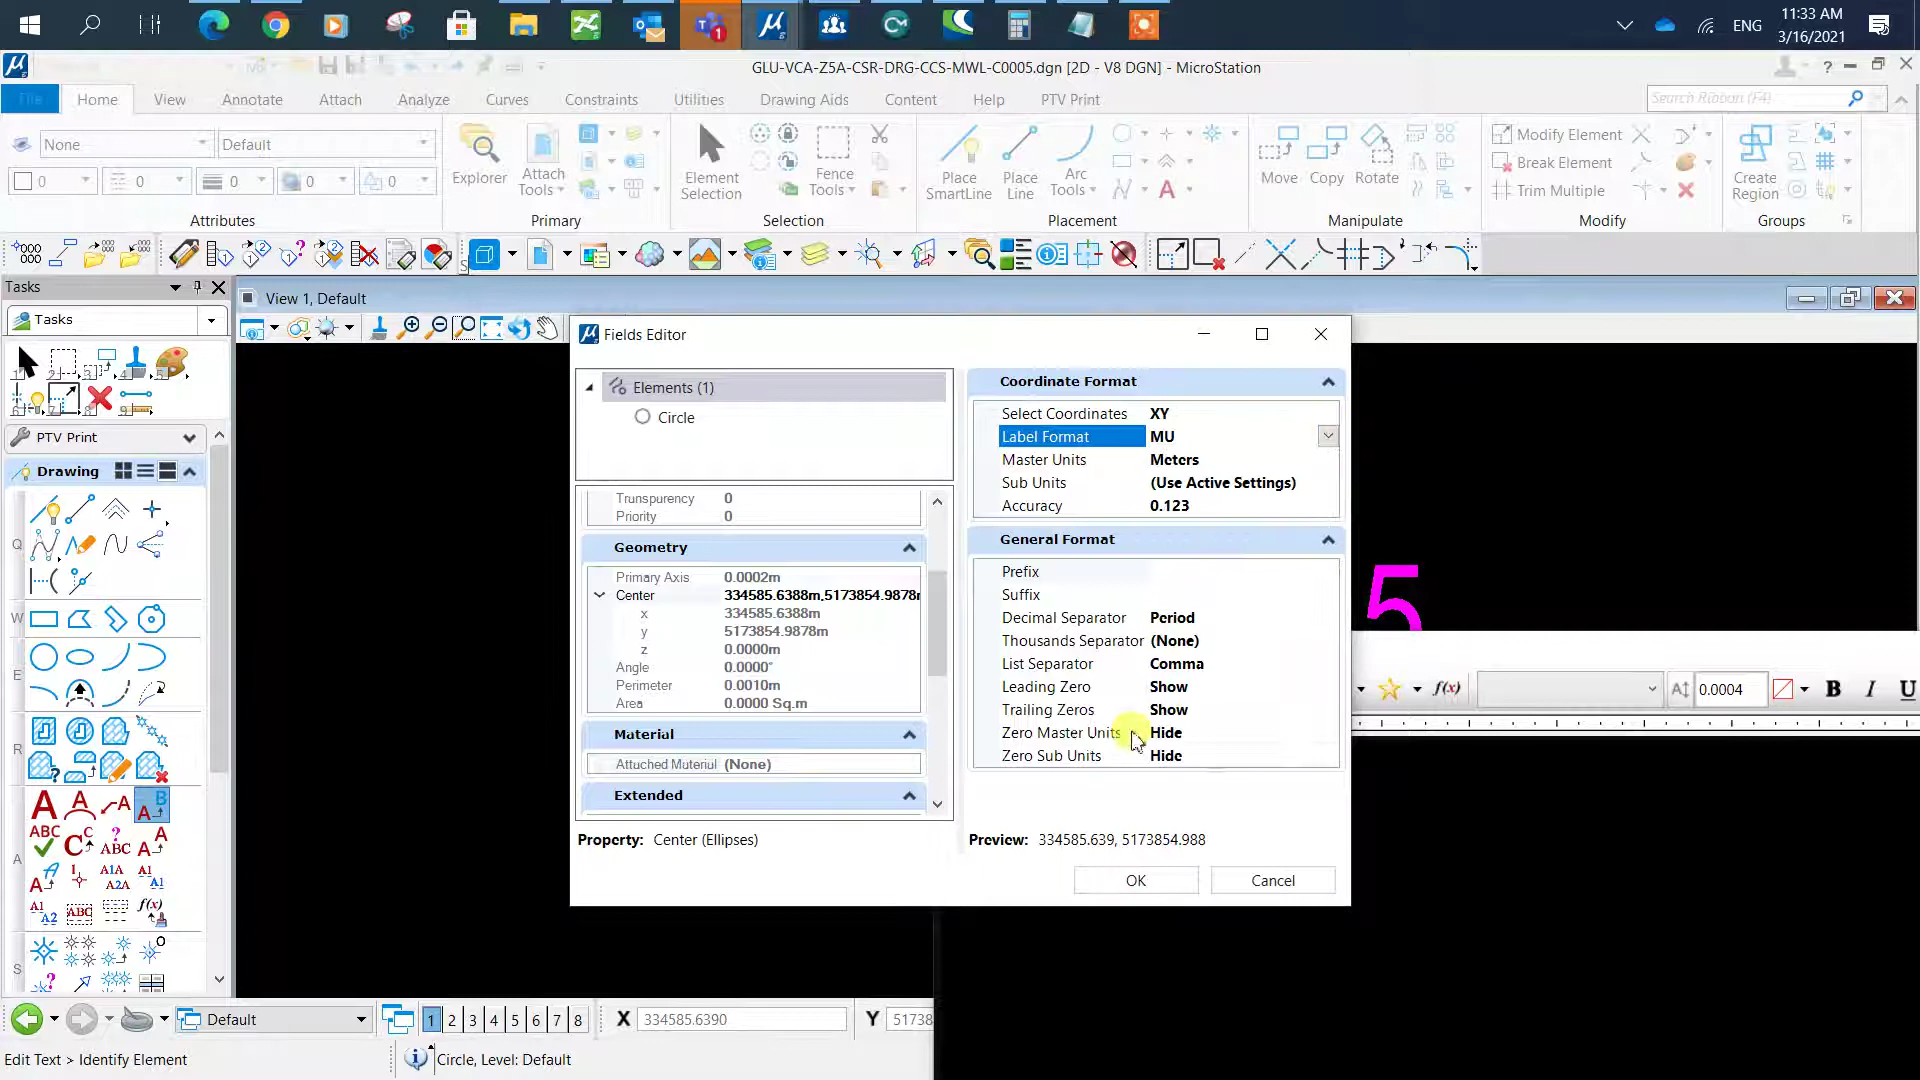 ENG
11:33 AM
3/16/2021
GLU-VCA-Z5A-CSR-DRG-CCS-MWL-C0005.dgn [2D - V8 DGN] - MicroStation
File
Home
View
Annotate
Attach
Analyze
Curves
Constraints
Utilities
Drawing Aids
Content
Help
PTV Print
Search Ribbon (F4)
None
Default
0
0
0
0
0
Attributes
Explorer
Attach Tools
Primary
Element Selection
Fence Tools
Selection
Place SmartLine
Place Line
Arc Tools
Placement
Move
Copy
Rotate
Manipulate
Modify Element
Break Element
Trim Multiple
Modify
Create Region
Groups
Tasks
View 1, Default
Tasks
PTV Print
Drawing
Q
W
E
R
A
S
Fields Editor
Elements (1)
Circle
Transparency 0
Priority 0
Geometry
Primary Axis 0.0002m
Center 334585.6388m,5173854.9878m
x 334585.6388m
y 5173854.9878m
z 0.0000m
Angle 0.0000°
Perimeter 0.0010m
Area 0.0000 Sq.m
Material
Attached Material (None)
Extended
Property: Center (Ellipses)
Coordinate Format
Select Coordinates XY
Label Format MU
Master Units Meters
Sub Units (Use Active Settings)
Accuracy 0.123
General Format
Prefix
Suffix
Decimal Separator Period
Thousands Separator (None)
List Separator Comma
Leading Zero Show
Trailing Zeros Show
Zero Master Units Hide
Zero Sub Units Hide
Preview: 334585.639, 5173854.988
OK
Cancel
5
f(x)
0.0004
B I U
Default
1 2 3 4 5 6 7 8
X 334585.6390
Y 51738
Edit Text > Identify Element
Circle, Level: Default